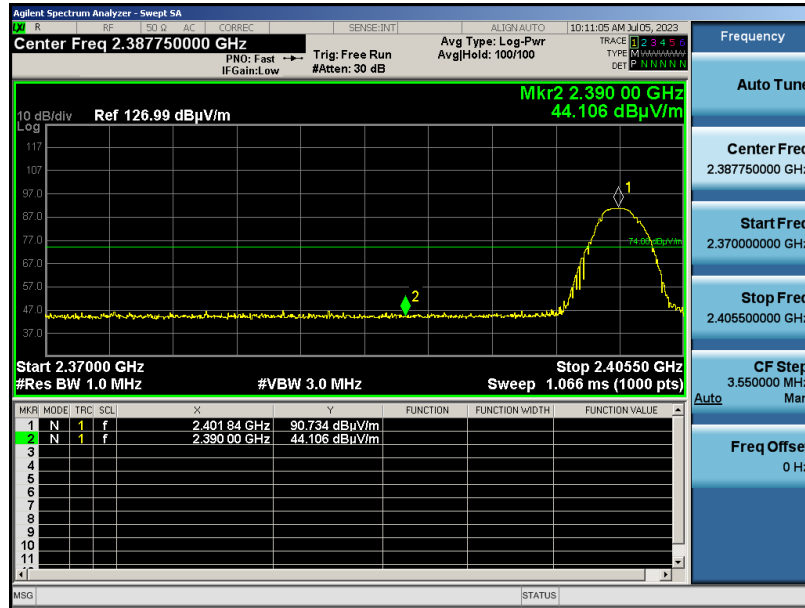 Agilent Spectrum Analyzer - Swept SA
LXI R RF 50 Ω AC CORREC SENSE:INT ALIGN AUTO 10:11:05 AM Jul 05, 2023
Center Freq 2.387750000 GHz
PNO: Fast
IFGain:Low
Trig: Free Run
#Atten: 30 dB
Avg Type: Log-Pwr
Avg|Hold: 100/100
TRACE 1 2 3 4 5 6
TYPE M WWWWW
DET P N N N N N
Mkr2 2.390 00 GHz
44.106 dBµV/m
10 dB/div Ref 126.99 dBµV/m
Log
117
107
97.0
87.0
77.0
67.0
57.0
47.0
37.0
1
2
74.00 dBµV/m
Start 2.37000 GHz Stop 2.40550 GHz
#Res BW 1.0 MHz #VBW 3.0 MHz Sweep 1.066 ms (1000 pts)
MKR MODE TRC SCL X Y FUNCTION FUNCTION WIDTH FUNCTION VALUE
1 N 1 f 2.401 84 GHz 90.734 dBµV/m
2 N 1 f 2.390 00 GHz 44.106 dBµV/m
3
4
5
6
7
8
9
10
11
MSG STATUS
Frequency
Auto Tune
Center Freq
2.387750000 GHz
Start Freq
2.370000000 GHz
Stop Freq
2.405500000 GHz
CF Step
3.550000 MHz
Auto Man
Freq Offset
0 Hz